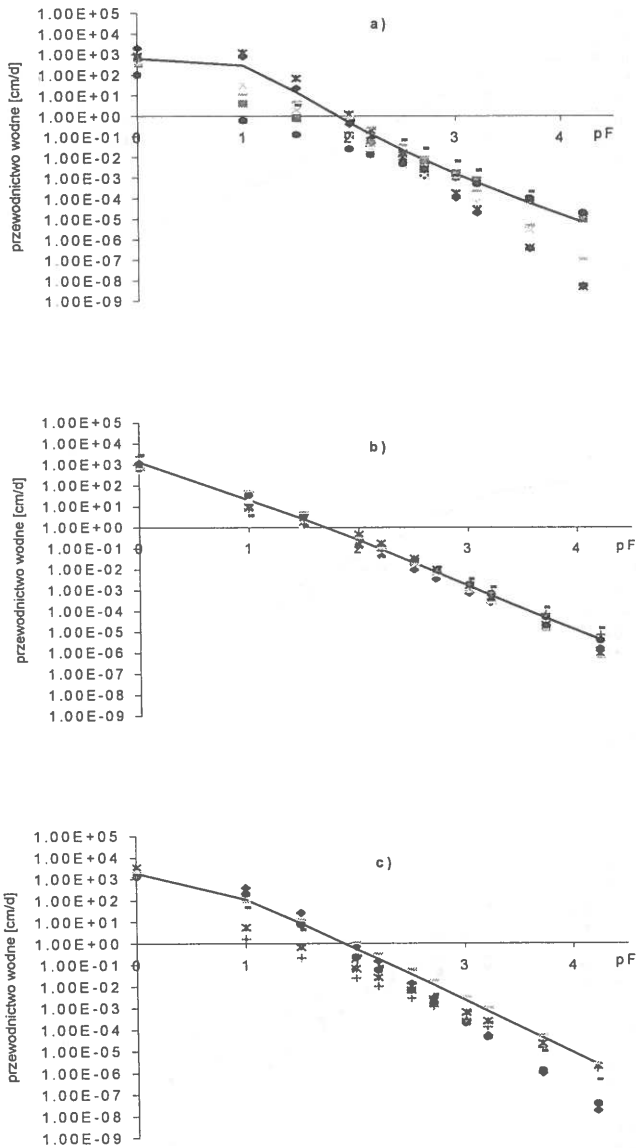 a)
przewodnictwo wodne [cm/d]
1.00E+05
1.00E+04
1.00E+03
1.00E+02
1.00E+01
1.00E+00
1.00E-01
1.00E-02
1.00E-03
1.00E-04
1.00E-05
1.00E-06
1.00E-07
1.00E-08
1.00E-09
0 1 2 3 4 pF
b)
przewodnictwo wodne [cm/d]
1.00E+05
1.00E+04
1.00E+03
1.00E+02
1.00E+01
1.00E+00
1.00E-01
1.00E-02
1.00E-03
1.00E-04
1.00E-05
1.00E-06
1.00E-07
1.00E-08
1.00E-09
0 1 2 3 4 pF
c)
przewodnictwo wodne [cm/d]
1.00E+05
1.00E+04
1.00E+03
1.00E+02
1.00E+01
1.00E+00
1.00E-01
1.00E-02
1.00E-03
1.00E-04
1.00E-05
1.00E-06
1.00E-07
1.00E-08
1.00E-09
0 1 2 3 4 pF